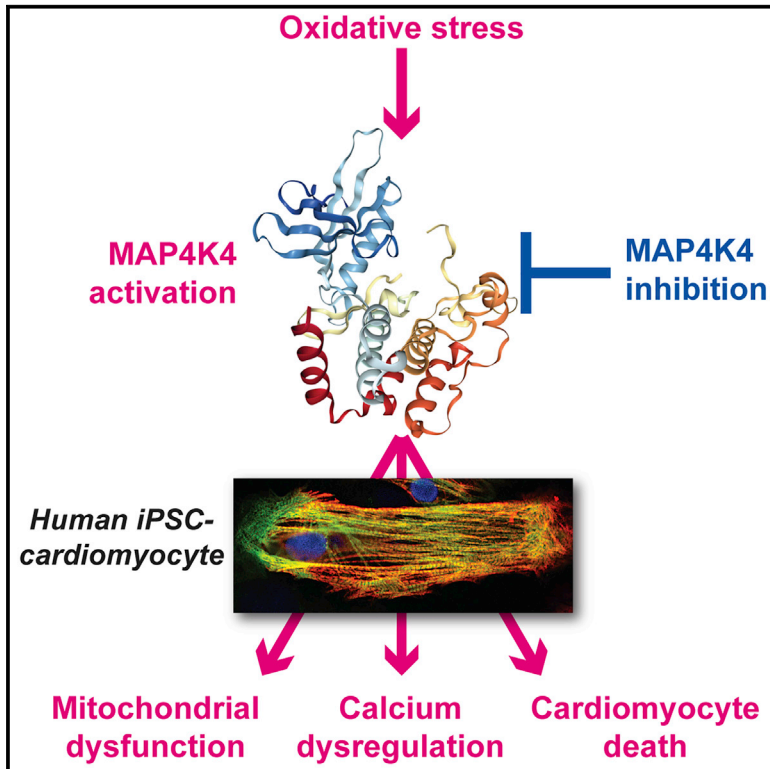 Oxidative stress
MAP4K4
activation
MAP4K4
inhibition
Human iPSC-
cardiomyocyte
Mitochondrial
dysfunction
Calcium
dysregulation
Cardiomyocyte
death